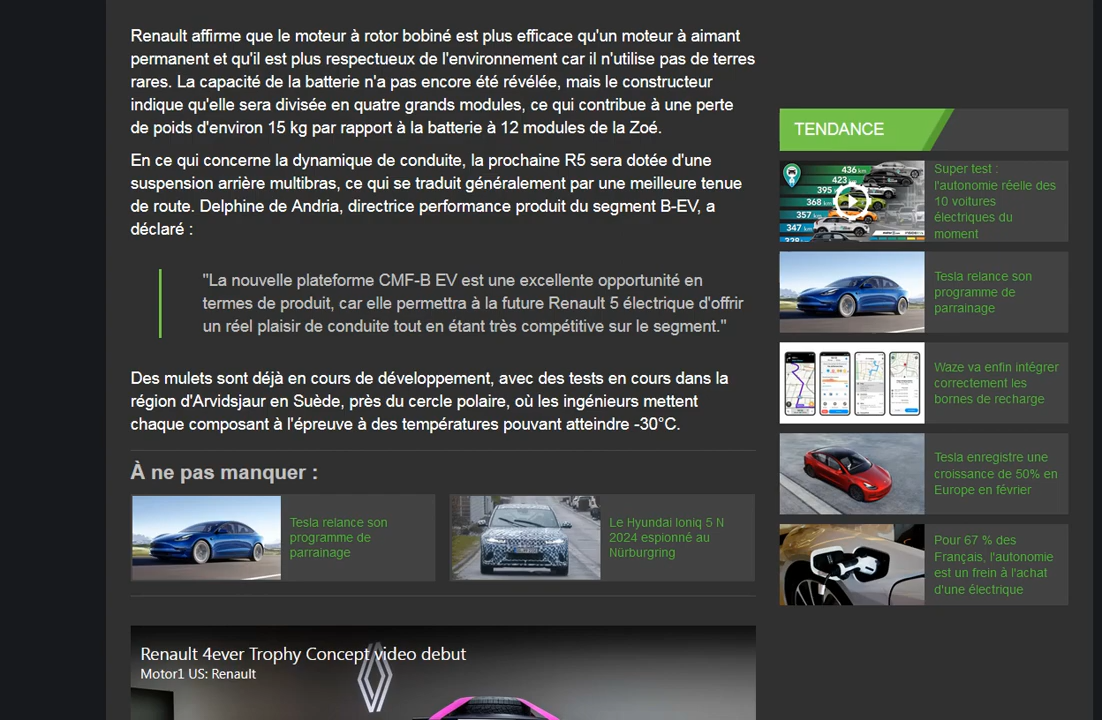 Renault affirme que le moteur à rotor bobiné est plus efficace qu'un moteur à aimant
permanent et qu'il est plus respectueux de l'environnement car il n'utilise pas de terres
rares. La capacité de la batterie n'a pas encore été révélée, mais le constructeur
indique qu'elle sera divisée en quatre grands modules, ce qui contribue à une perte
de poids d'environ 15 kg par rapport à la batterie à 12 modules de la Zoé.
En ce qui concerne la dynamique de conduite, la prochaine R5 sera dotée d'une
suspension arrière multibras, ce qui se traduit généralement par une meilleure tenue
de route. Delphine de Andria, directrice performance produit du segment B-EV, a
déclaré :
"La nouvelle plateforme CMF-B EV est une excellente opportunité en
termes de produit, car elle permettra à la future Renault 5 électrique d'offrir
un réel plaisir de conduite tout en étant très compétitive sur le segment."
Des mulets sont déjà en cours de développement, avec des tests en cours dans la
région d'Arvidsjaur en Suède, près du cercle polaire, où les ingénieurs mettent
chaque composant à l'épreuve à des températures pouvant atteindre -30°C.
À ne pas manquer :
Tesla relance son
programme de
parrainage
Le Hyundai Ioniq 5 N
2024 espionné au
Nürburgring
Renault 4ever Trophy Concept video debut
Motor1 US: Renault
TENDANCE
436 km
423
395
368 km
357
347 km
Super test :
l'autonomie réelle des
10 voitures
électriques du
moment
Tesla relance son
programme de
parrainage
Waze va enfin intégrer
correctement les
bornes de recharge
Tesla enregistre une
croissance de 50% en
Europe en février
Pour 67 % des
Français, l'autonomie
est un frein à l'achat
d'une électrique